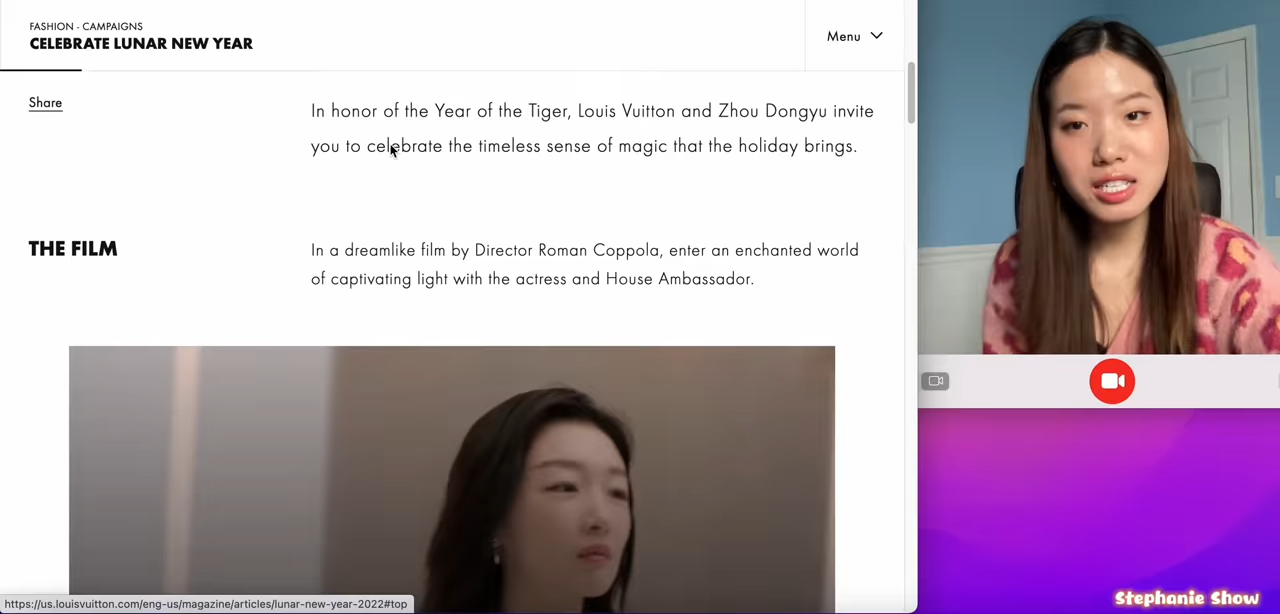 FASHION - CAMPAIGNS
CELEBRATE LUNAR NEW YEAR
Menu
Share
In honor of the Year of the Tiger, Louis Vuitton and Zhou Dongyu invite
you to celebrate the timeless sense of magic that the holiday brings.
THE FILM
In a dreamlike film by Director Roman Coppola, enter an enchanted world
of captivating light with the actress and House Ambassador.
https://us.louisvuitton.com/eng-us/magazine/articles/lunar-new-year-2022#top
Stephanie Show